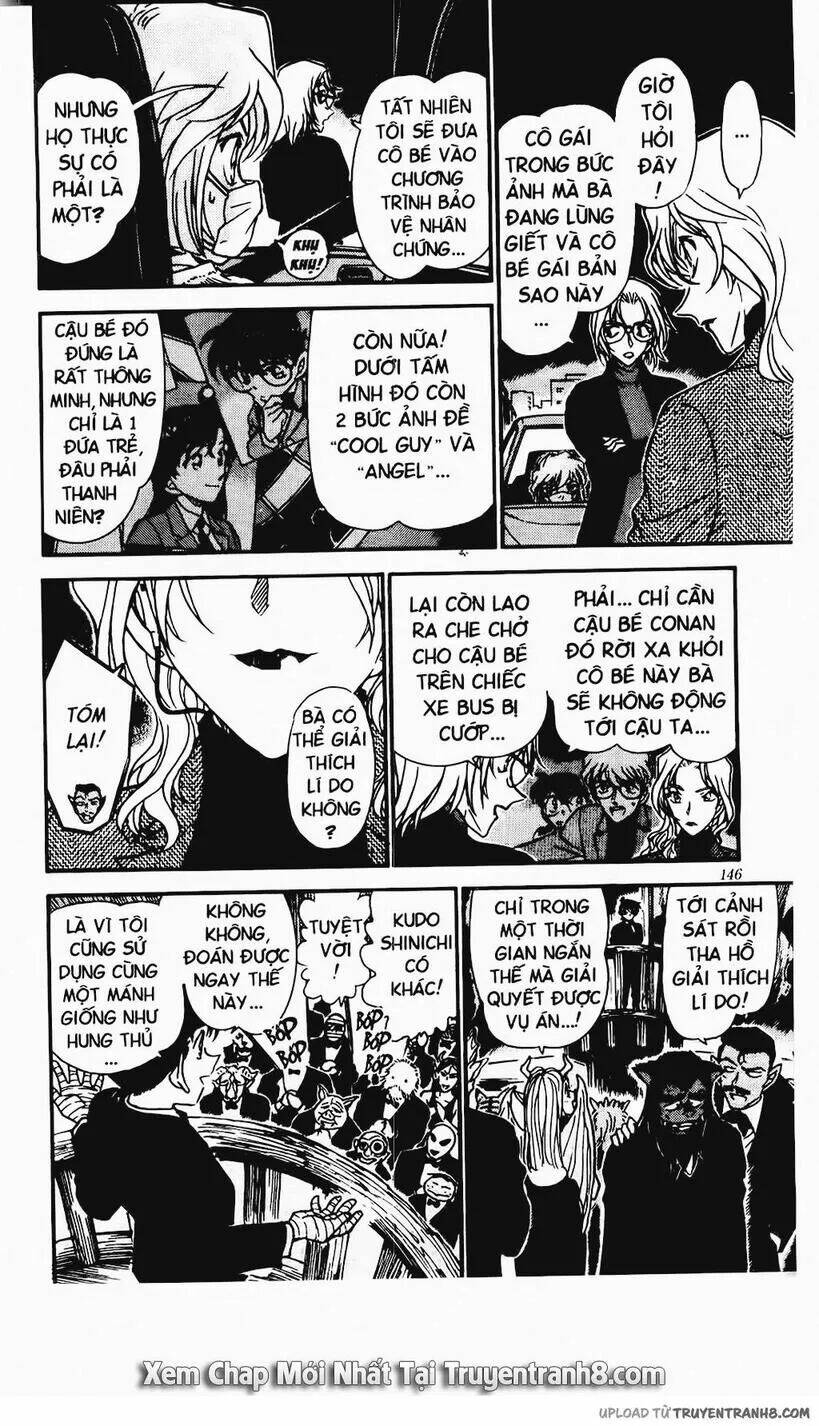 ...
GIỜ
TÔI
HỎI
ĐÂY
!
CÔ GÁI
TRONG BỨC
ẢNH MÀ BÀ
ĐANG LÙNG
GIẾT VÀ CÔ
BÉ GÁI BẢN
SAO NÀY
...
TẤT NHIÊN
TÔI SẼ ĐƯA
CÔ BÉ VÀO
CHƯƠNG
TRÌNH BẢO
VỆ NHÂN
CHỨNG...
NHƯNG
HỌ THỰC
SỰ CÓ
PHẢI LÀ
MỘT?
KHỤ
KHỤ!
CÒN NỮA!
DƯỚI TẤM
HÌNH ĐÓ CÒN
2 BỨC ẢNH ĐỀ
“COOL GUY” VÀ
“ANGEL”...
CẬU BÉ ĐÓ
ĐÚNG LÀ
RẤT THÔNG
MINH, NHƯNG
CHỈ LÀ 1
ĐỨA TRẺ,
ĐÂU PHẢI
THANH
NIÊN?
PHẢI... CHỈ CẦN
CẬU BÉ CONAN
ĐÓ RỜI XA KHỎI
CÔ BÉ NÀY BÀ
SẼ KHÔNG ĐỘNG
TỚI CẬU TA...
LẠI CÒN LAO
RA CHE CHỞ
CHO CẬU BÉ
TRÊN CHIẾC
XE BUS BỊ
CƯỚP...
BÀ CÓ
THỂ GIẢI
THÍCH
LÍ DO
KHÔNG
?
TÓM
LẠI!
146
TỚI CẢNH
SÁT RỒI
THA HỒ
GIẢI THÍCH
LÍ DO!
CHỈ TRONG
MỘT THỜI
GIAN NGẮN
THẾ MÀ GIẢI
QUYẾT ĐƯỢC
VỤ ÁN...!
KUDO
SHINICHI
CÓ
KHÁC!
TUYỆT
VỜI
!
BỐP
BỐP
BỐP
BỐP
BỐP
KHÔNG
KHÔNG,
ĐOÁN ĐƯỢC
NGAY THẾ
NÀY...
LÀ VÌ TÔI
CŨNG SỬ
DỤNG CÙNG
MỘT MÁNH
GIỐNG NHƯ
HUNG THỦ
...
Xem Chap Mới Nhất Tại Truyentranh8.com
UPLOAD TỪ TRUYENTRANH8.COM